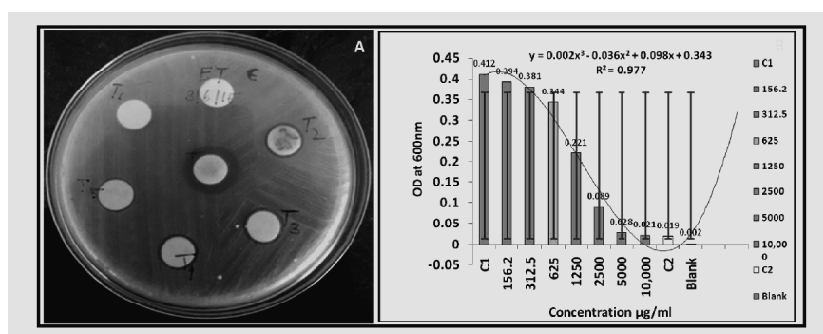 A
E T E
T1
T2
T
T5
T3
T4
B
y = 0.002x³ - 0.036x² + 0.098x + 0.343
R² = 0.977
OD at 600nm
0.45
0.4
0.35
0.3
0.25
0.2
0.15
0.1
0.05
0
-0.05
0.412
0.394
0.381
0.344
0.221
0.089
0.028
0.021
0.019
0.002
C1
156.2
312.5
625
1250
2500
5000
10,000
C2
Blank
Concentration µg/ml
C1
156.2
312.5
625
1250
2500
5000
10,00
0
C2
Blank